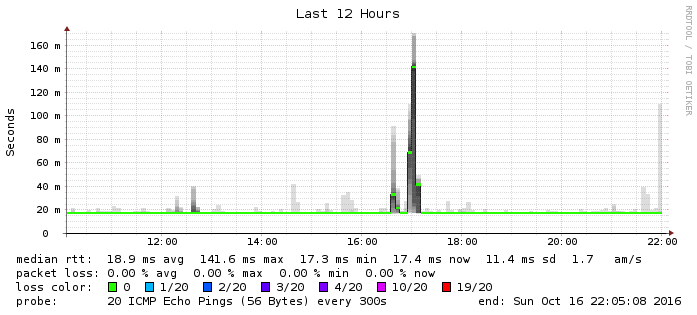 Last 12 Hours
RRDTOOL / TOBI OETIKER
Seconds
160 m
140 m
120 m
100 m
80 m
60 m
40 m
20 m
0
12:00 14:00 16:00 18:00 20:00 22:00
median rtt: 18.9 ms avg 141.6 ms max 17.3 ms min 17.4 ms now 11.4 ms sd 1.7 am/s
packet loss: 0.00 % avg 0.00 % max 0.00 % min 0.00 % now
loss color: 0 1/20 2/20 3/20 4/20 10/20 19/20
probe: 20 ICMP Echo Pings (56 Bytes) every 300s end: Sun Oct 16 22:05:08 2016